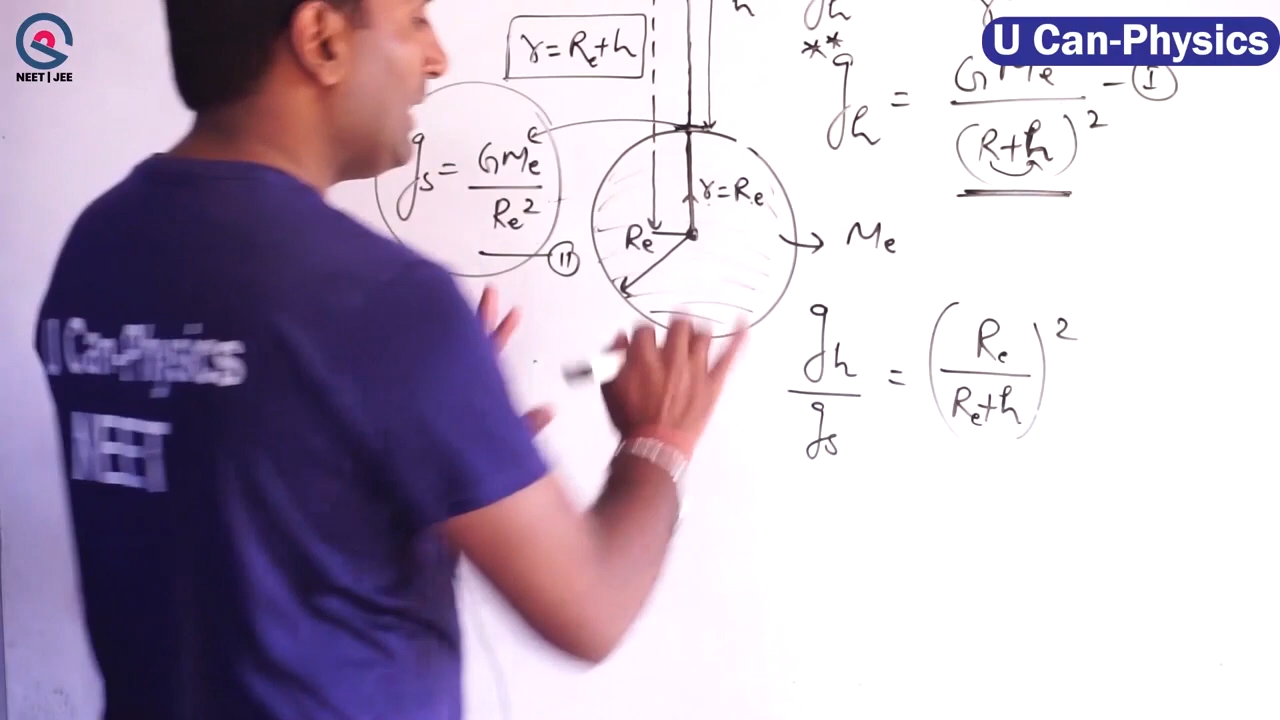 NEET | JEE
U Can-Physics
r = Re+h
h
gh
r
**
gh = GMe / (R+h)² - I
gs = GMe / Re²
II
r = Re
Re
Me
gh / gs = (Re / Re+h)²
U Can-Physics
NEET